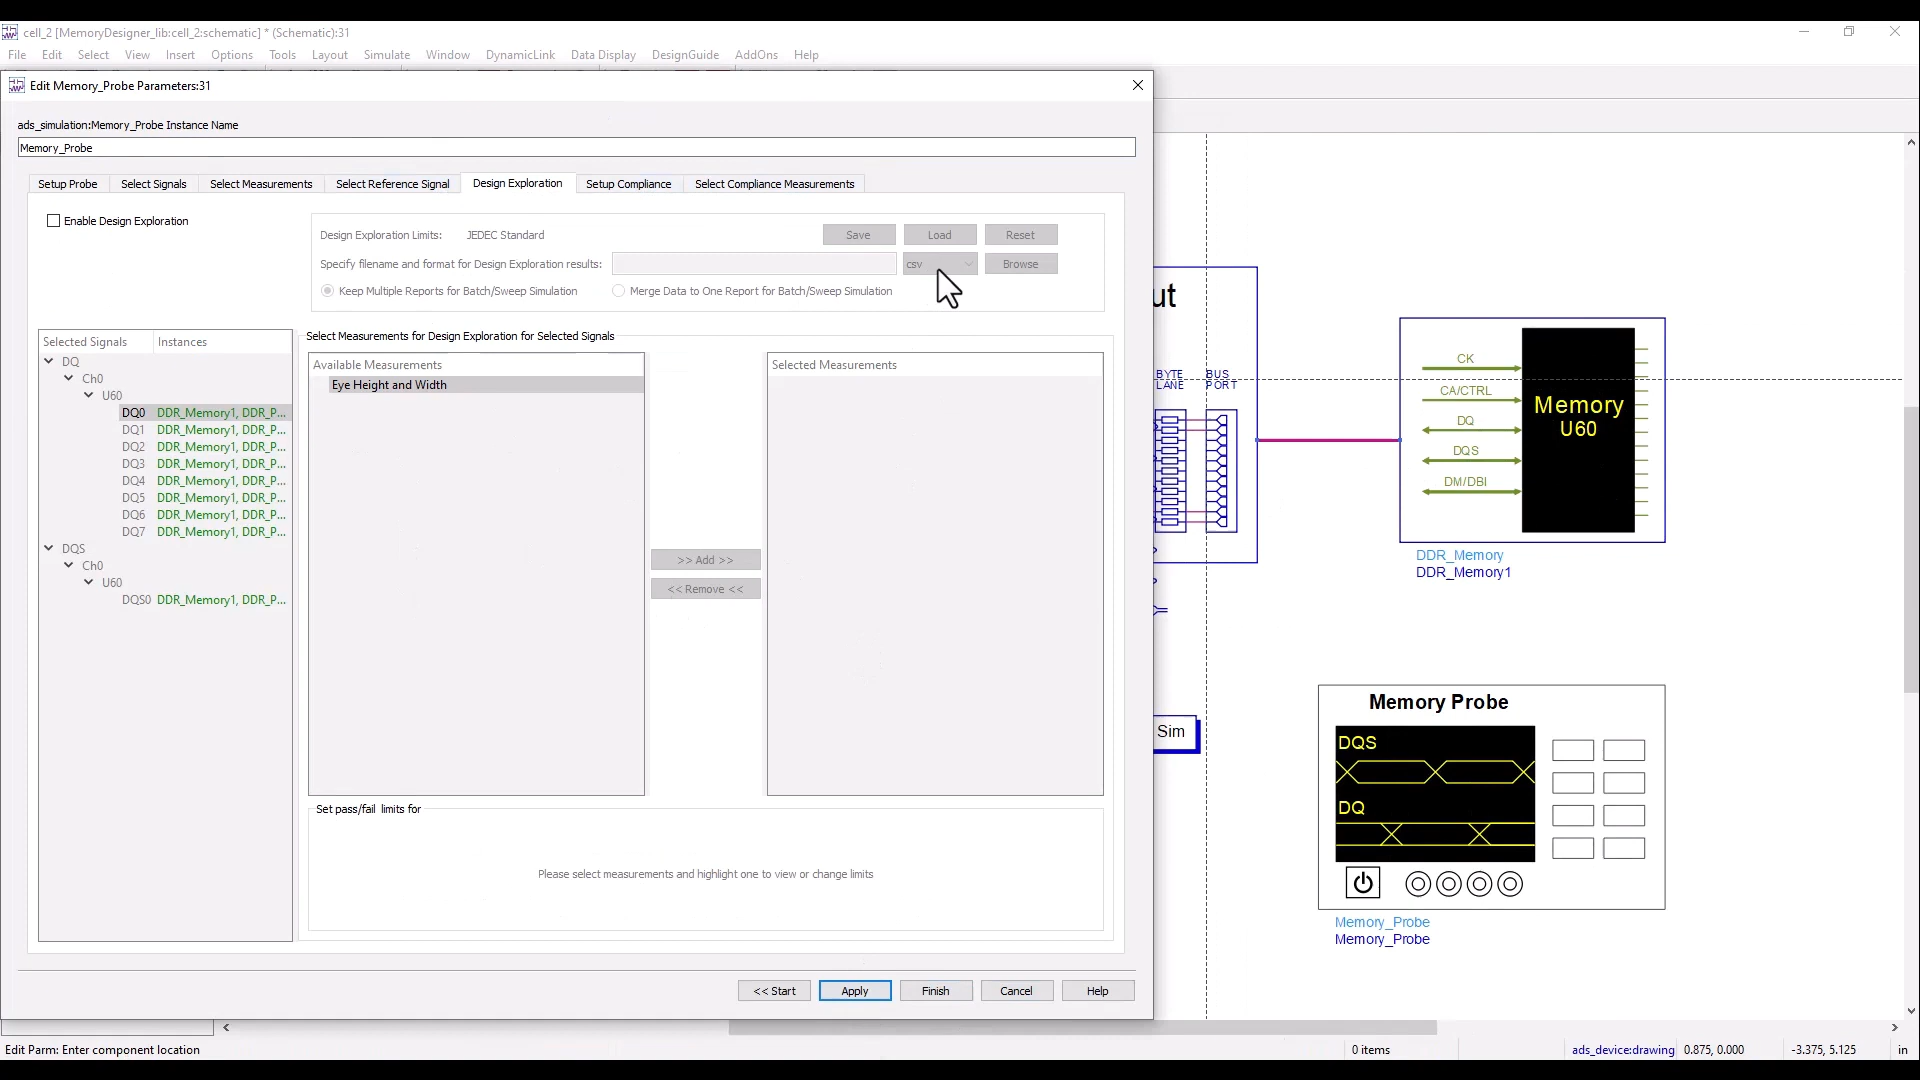 cell_2 [MemoryDesigner_lib:cell_2:schematic] * (Schematic):31
File Edit Select View Insert Options Tools Layout Simulate Window DynamicLink Data Display DesignGuide AddOns Help
Edit Memory_Probe Parameters:31
ads_simulation:Memory_Probe Instance Name
Memory_Probe
Setup Probe Select Signals Select Measurements Select Reference Signal Design Exploration Setup Compliance Select Compliance Measurements
Enable Design Exploration
Design Exploration Limits: JEDEC Standard Save Load Reset
Specify filename and format for Design Exploration results: csv Browse
Keep Multiple Reports for Batch/Sweep Simulation Merge Data to One Report for Batch/Sweep Simulation
Selected Signals Instances
DQ
Ch0
U60
DQ0 DDR_Memory1, DDR_P...
DQ1 DDR_Memory1, DDR_P...
DQ2 DDR_Memory1, DDR_P...
DQ3 DDR_Memory1, DDR_P...
DQ4 DDR_Memory1, DDR_P...
DQ5 DDR_Memory1, DDR_P...
DQ6 DDR_Memory1, DDR_P...
DQ7 DDR_Memory1, DDR_P...
DQS
Ch0
U60
DQS0 DDR_Memory1, DDR_P...
Select Measurements for Design Exploration for Selected Signals
Available Measurements
Eye Height and Width
>> Add >>
<< Remove <<
Selected Measurements
Set pass/fail limits for
Please select measurements and highlight one to view or change limits
<< Start Apply Finish Cancel Help
ut
BYTE LANE
BUS PORT
CK
CA/CTRL
DQ
DQS
DM/DBI
Memory
U60
DDR_Memory
DDR_Memory1
Sim
Memory Probe
DQS
DQ
Memory_Probe
Memory_Probe
Edit Parm: Enter component location 0 items ads_device:drawing 0.875, 0.000 -3.375, 5.125 in